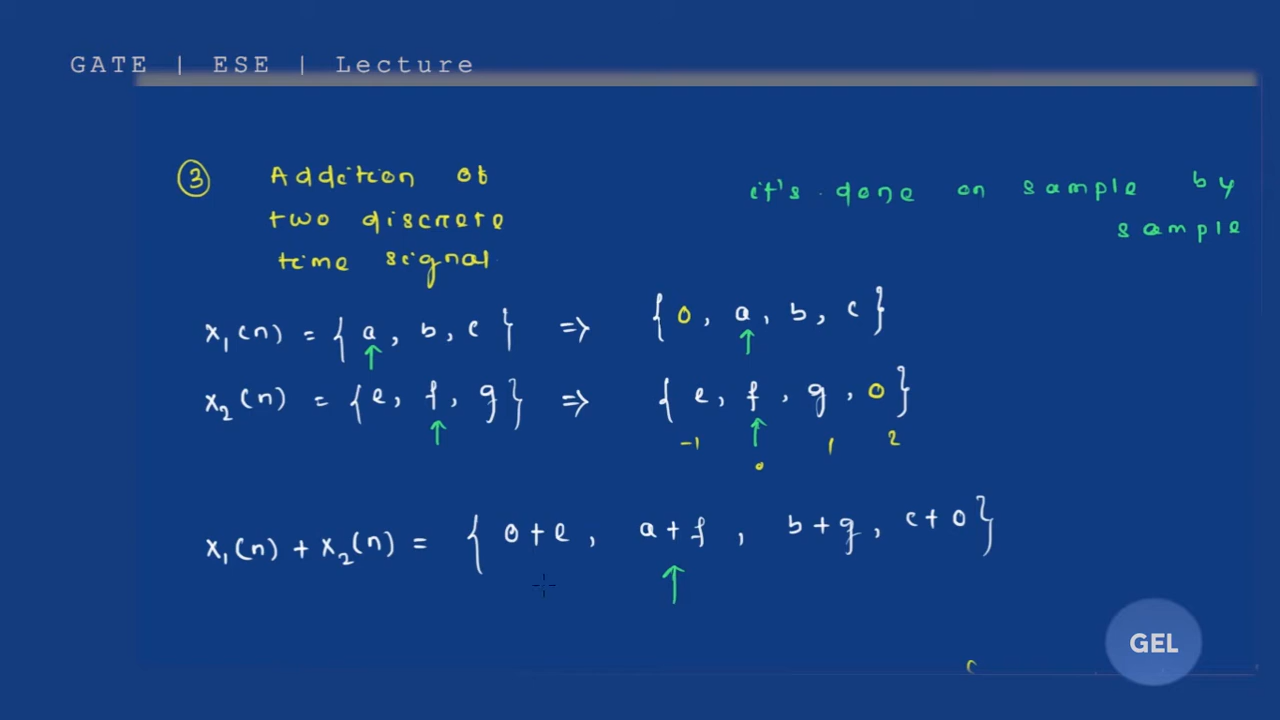 GATE | ESE | Lecture
③ Addition of
two discrete
time signal
it's done on sample by
sample
x₁(n) = { a, b, c } => { 0, a, b, c }
↑ ↑
x₂(n) = { e, f, g } => { e, f, g, 0 }
↑ -1 ↑ 1 2
0
x₁(n) + x₂(n) = { 0+e, a+f, b+g, c+0 }
↑
GEL